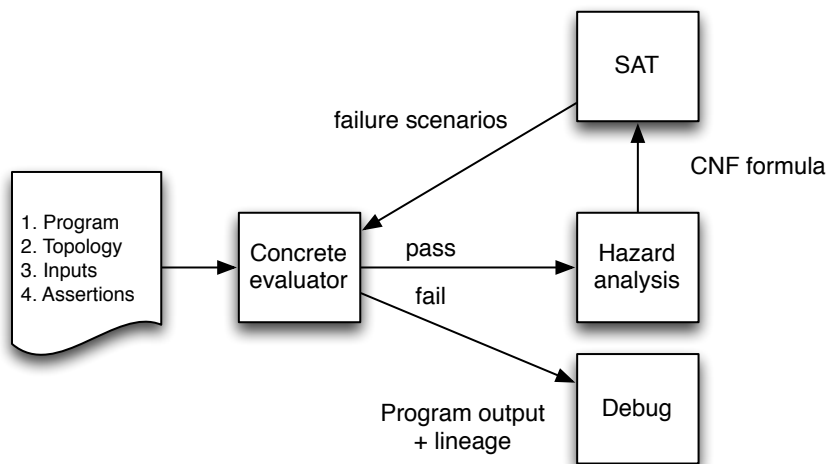 SAT
failure scenarios
CNF formula
1. Program
2. Topology
3. Inputs
4. Assertions
Concrete
evaluator
pass
fail
Hazard
analysis
Program output
+ lineage
Debug